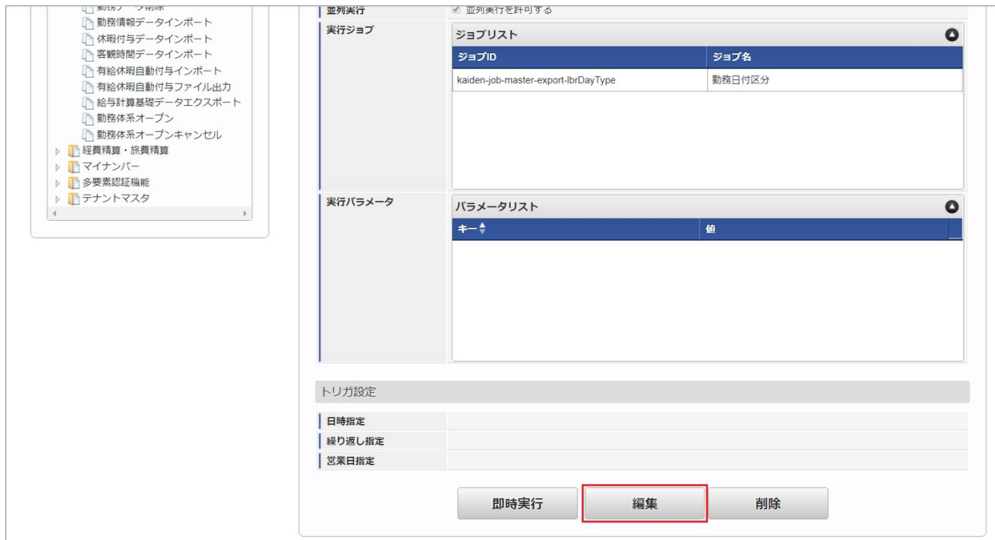 勤務データ削除
勤務情報データインポート
休暇付与データインポート
客観時間データインポート
有給休暇自動付与インポート
有給休暇自動付与ファイル出力
給与計算基礎データエクスポート
勤務体系オープン
勤務体系オープンキャンセル
経費精算・旅費精算
マイナンバー
多要素認証機能
テナントマスタ
並列実行
並列実行を許可する
実行ジョブ
ジョブリスト
ジョブID ジョブ名
kaiden-job-master-export-lbrDayType 勤務日付区分
実行パラメータ
パラメータリスト
キー 値
トリガ設定
日時指定
繰り返し指定
営業日指定
即時実行 編集 削除